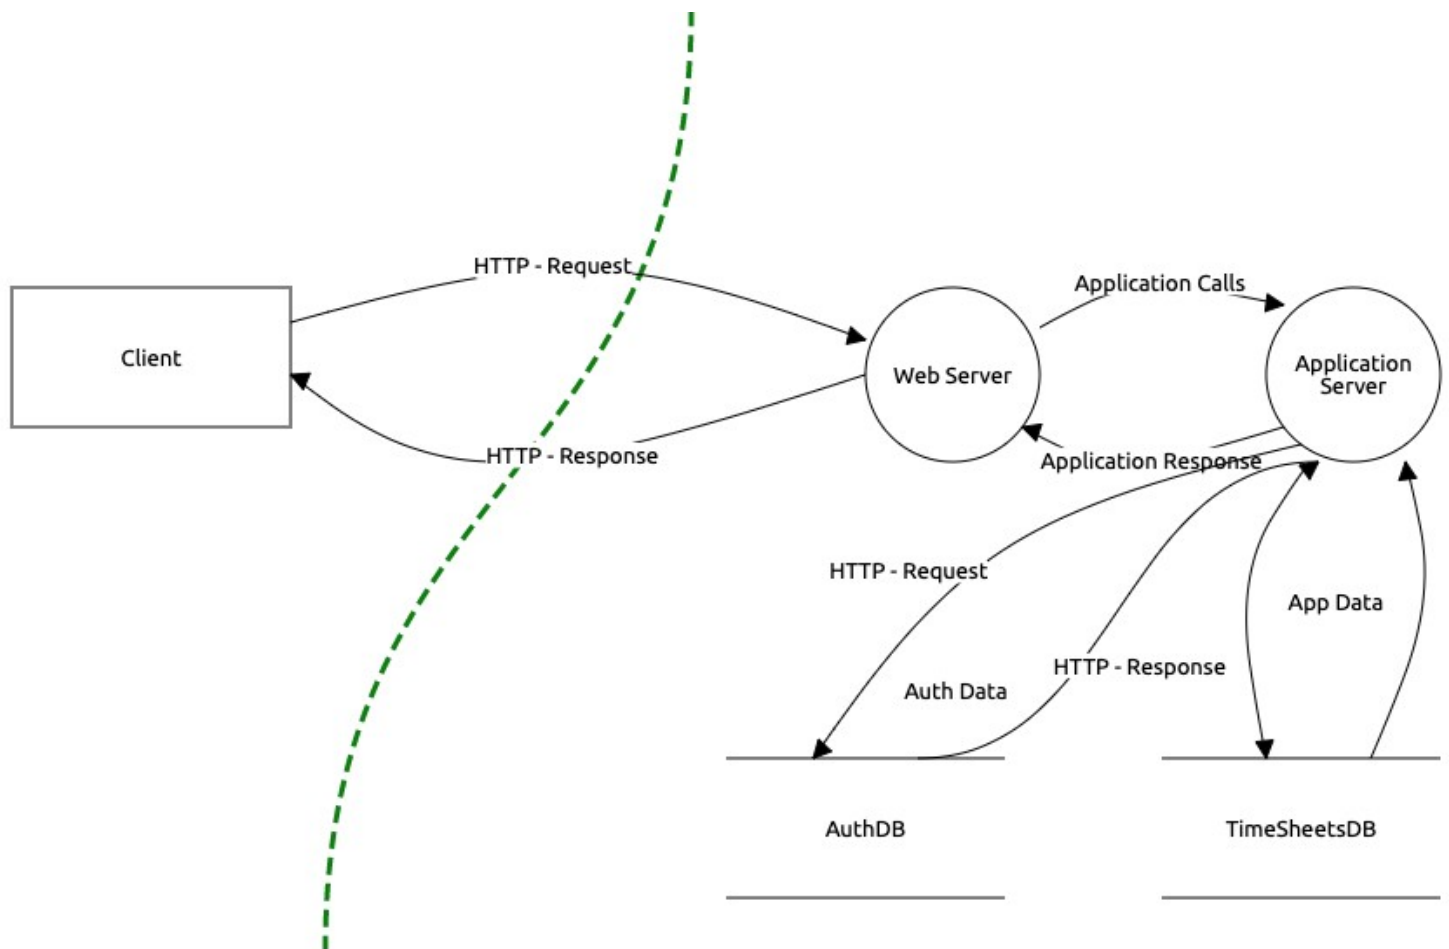 HTTP - Request
Application Calls
Client
Web Server
Application
Server
HTTP - Response
Application Response
HTTP - Request
App Data
HTTP - Response
Auth Data
AuthDB
TimeSheetsDB